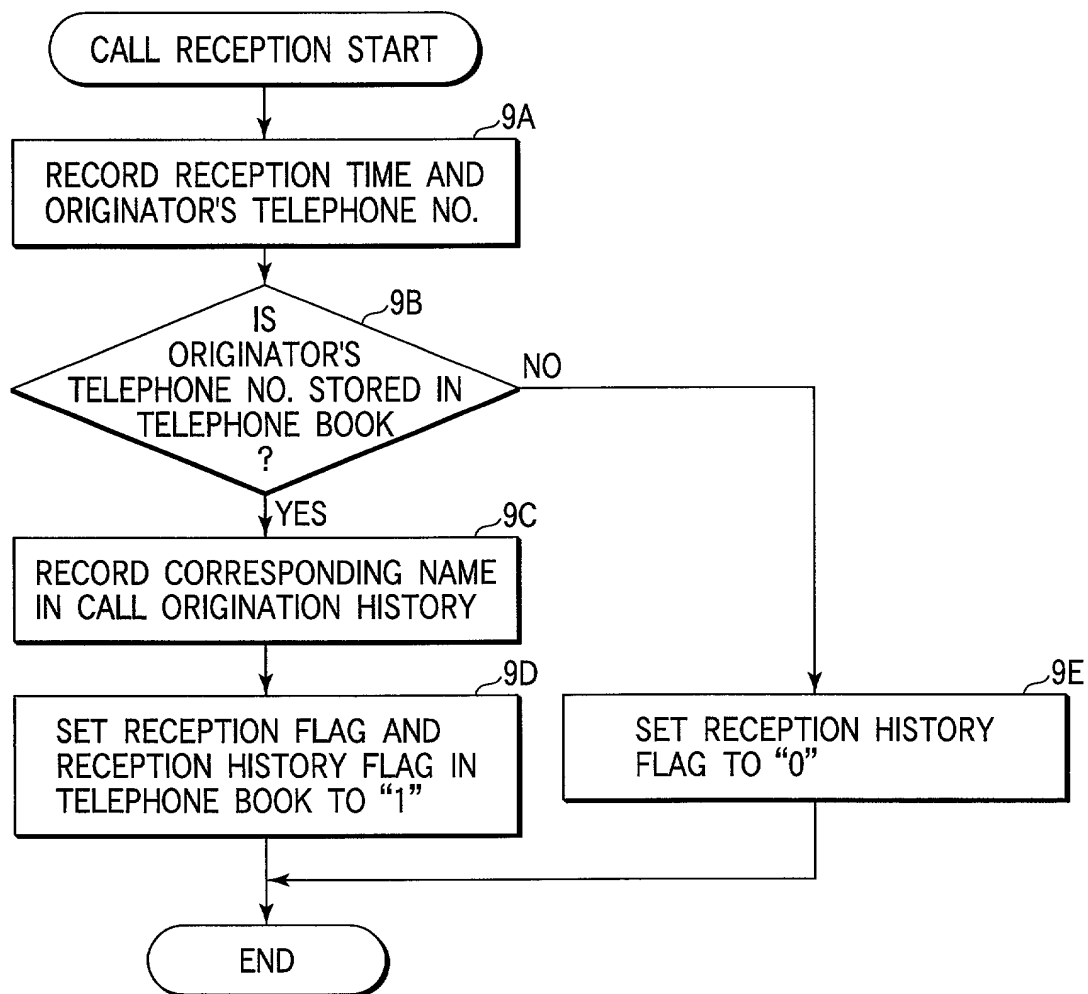 CALL RECEPTION START
9A
RECORD RECEPTION TIME AND
ORIGINATOR'S TELEPHONE NO.
9B
IS
ORIGINATOR'S
TELEPHONE NO. STORED IN
TELEPHONE BOOK
?
NO
YES
9C
RECORD CORRESPONDING NAME
IN CALL ORIGINATION HISTORY
9D
SET RECEPTION FLAG AND
RECEPTION HISTORY FLAG IN
TELEPHONE BOOK TO “1”
9E
SET RECEPTION HISTORY
FLAG TO “0”
END